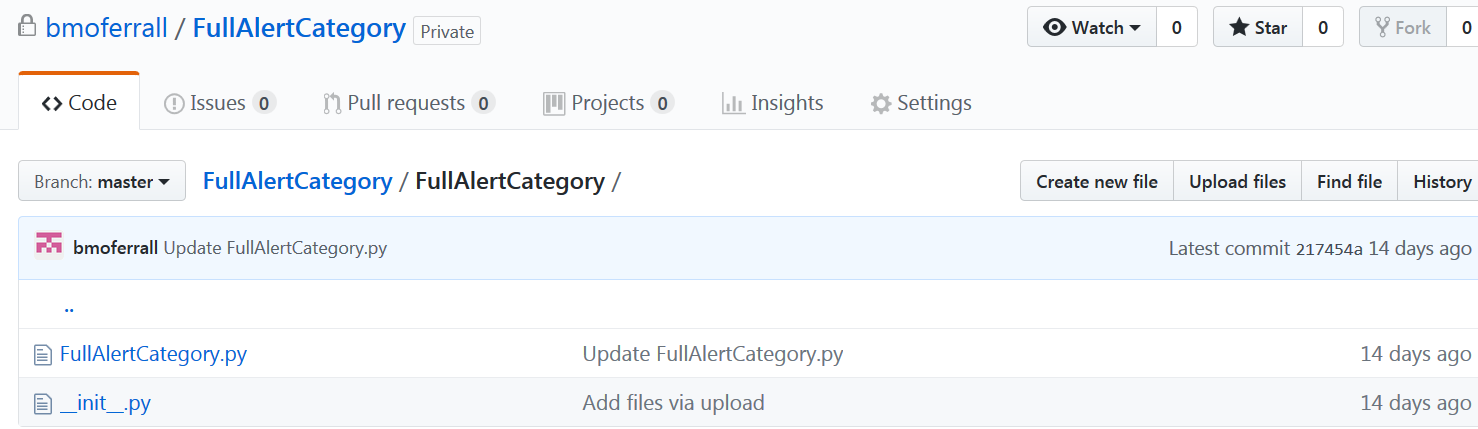 bmoferrall / FullAlertCategory Private Watch 0 Star 0 Fork 0
Code Issues 0 Pull requests 0 Projects 0 Insights Settings
Branch: master FullAlertCategory / FullAlertCategory / Create new file Upload files Find file History
bmoferrall Update FullAlertCategory.py Latest commit 217454a 14 days ago
..
FullAlertCategory.py Update FullAlertCategory.py 14 days ago
__init__.py Add files via upload 14 days ago